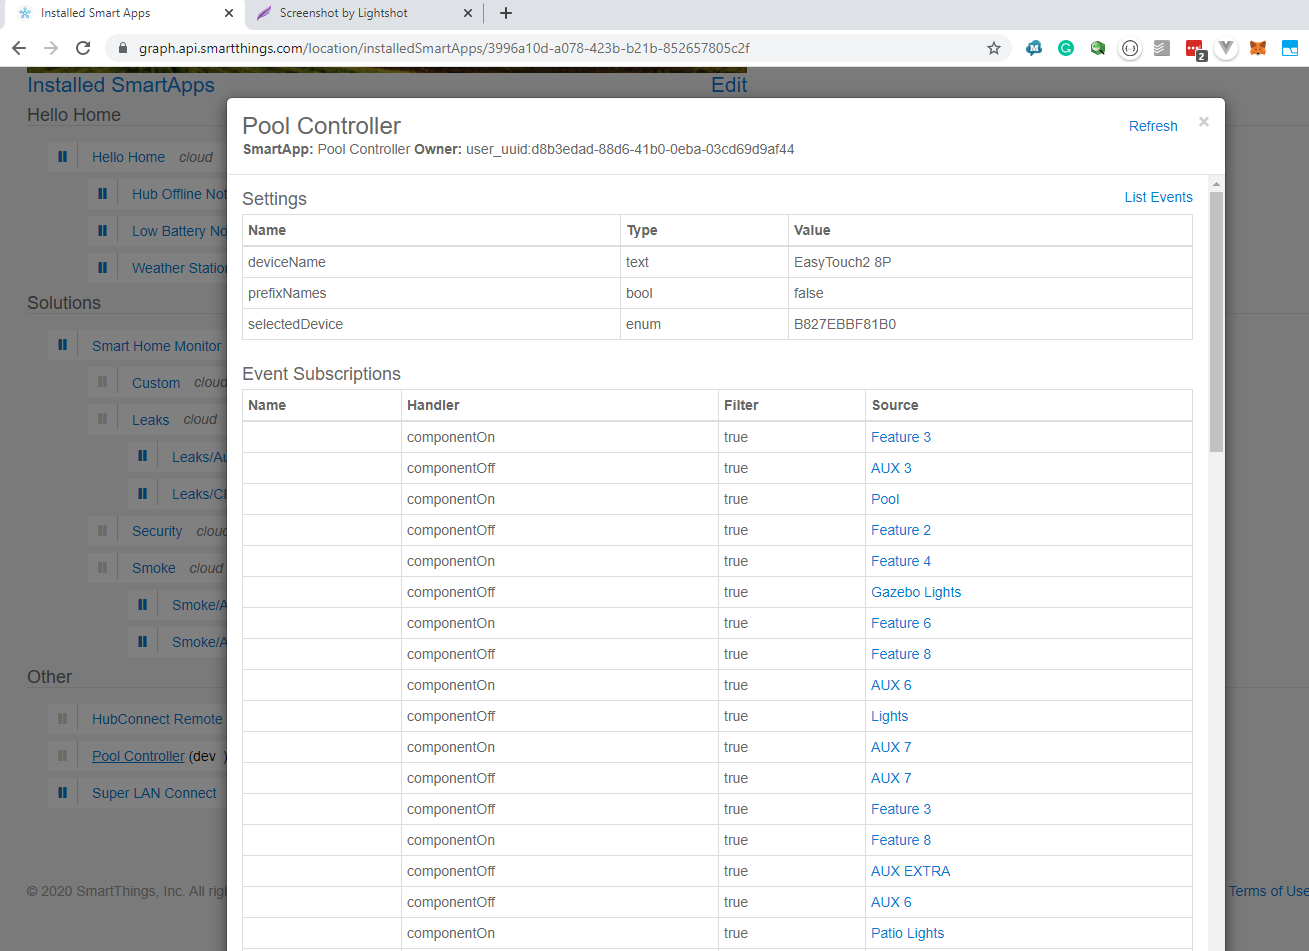 Installed Smart Apps
Screenshot by Lightshot
graph.api.smartthings.com/location/installedSmartApps/3996a10d-a078-423b-b21b-852657805c2f
2
Installed SmartApps Edit
Hello Home
Hello Home cloud
Hub Offline Not
Low Battery No
Weather Station
Solutions
Smart Home Monitor
Custom cloud
Leaks cloud
Leaks/Au
Leaks/Cl
Security cloud
Smoke cloud
Smoke/A
Smoke/A
Other
HubConnect Remote
Pool Controller (dev )
Super LAN Connect
© 2020 SmartThings, Inc. All righ
Terms of Use
Pool Controller
Refresh ×
SmartApp: Pool Controller Owner: user_uuid:d8b3edad-88d6-41b0-0eba-03cd69d9af44
Settings List Events
Name Type Value
deviceName text EasyTouch2 8P
prefixNames bool false
selectedDevice enum B827EBBF81B0
Event Subscriptions
Name Handler Filter Source
componentOn true Feature 3
componentOff true AUX 3
componentOn true Pool
componentOff true Feature 2
componentOn true Feature 4
componentOff true Gazebo Lights
componentOn true Feature 6
componentOff true Feature 8
componentOn true AUX 6
componentOff true Lights
componentOn true AUX 7
componentOff true AUX 7
componentOff true Feature 3
componentOn true Feature 8
componentOff true AUX EXTRA
componentOff true AUX 6
componentOn true Patio Lights